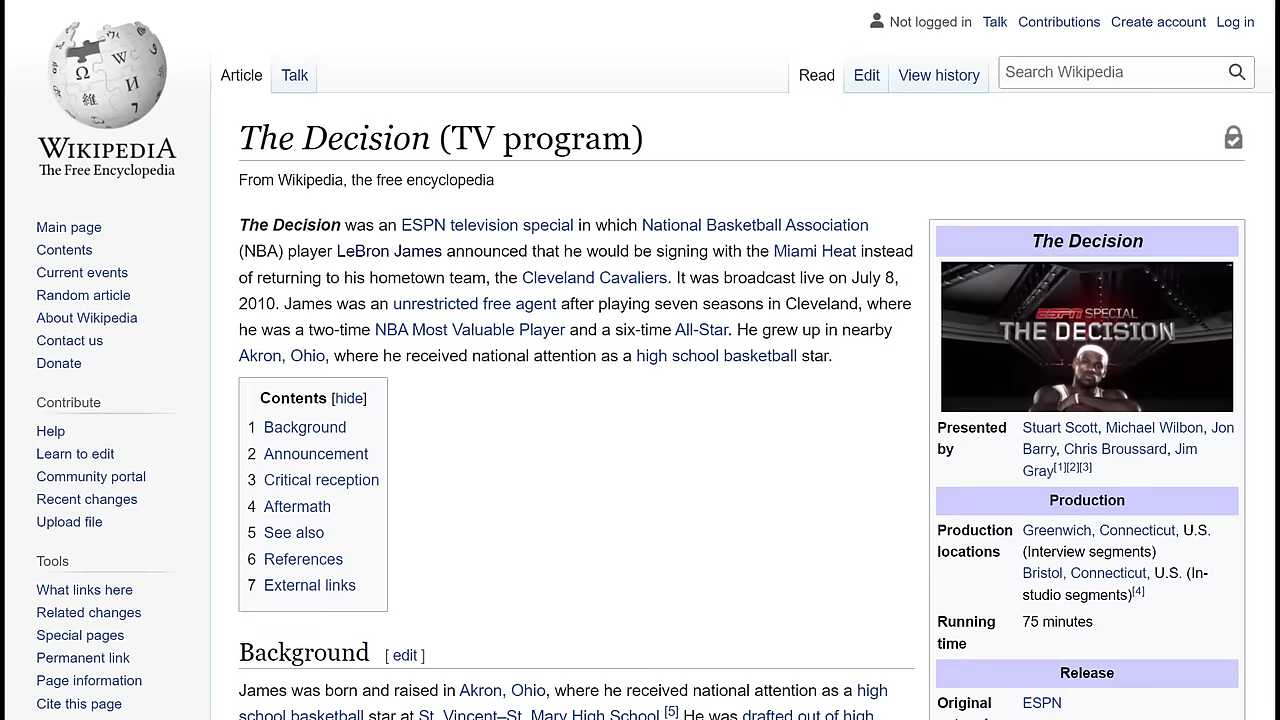 Not logged in Talk Contributions Create account Log in
Article Talk Read Edit View history Search Wikipedia
WIKIPEDIA
The Free Encyclopedia
Main page
Contents
Current events
Random article
About Wikipedia
Contact us
Donate
Contribute
Help
Learn to edit
Community portal
Recent changes
Upload file
Tools
What links here
Related changes
Special pages
Permanent link
Page information
Cite this page
The Decision (TV program)
From Wikipedia, the free encyclopedia
The Decision was an ESPN television special in which National Basketball Association
(NBA) player LeBron James announced that he would be signing with the Miami Heat instead
of returning to his hometown team, the Cleveland Cavaliers. It was broadcast live on July 8,
2010. James was an unrestricted free agent after playing seven seasons in Cleveland, where
he was a two-time NBA Most Valuable Player and a six-time All-Star. He grew up in nearby
Akron, Ohio, where he received national attention as a high school basketball star.
Contents [hide]
1 Background
2 Announcement
3 Critical reception
4 Aftermath
5 See also
6 References
7 External links
Background [ edit ]
James was born and raised in Akron, Ohio, where he received national attention as a high
school basketball star at St. Vincent–St. Mary High School.[5] He was drafted out of high
The Decision
ESPN SPECIAL
THE DECISION
Presented by
Stuart Scott, Michael Wilbon, Jon
Barry, Chris Broussard, Jim
Gray[1][2][3]
Production
Production locations
Greenwich, Connecticut, U.S.
(Interview segments)
Bristol, Connecticut, U.S. (In-
studio segments)[4]
Running time
75 minutes
Release
Original
ESPN